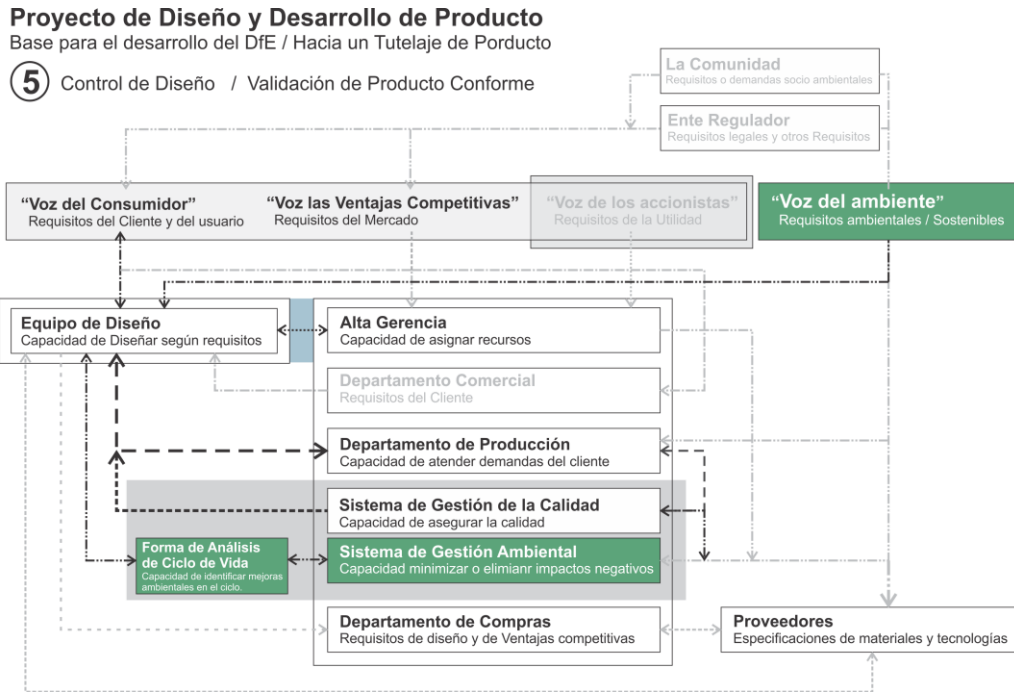 Proyecto de Diseño y Desarrollo de Producto
Base para el desarrollo del DfE / Hacia un Tutelaje de Porducto
5 Control de Diseño / Validación de Producto Conforme
La Comunidad
Requisitos o demandas socio ambientales
Ente Regulador
Requisitos legales y otros Requisitos
“Voz del Consumidor”
Requisitos del Cliente y del usuario
“Voz las Ventajas Competitivas”
Requisitos del Mercado
“Voz de los accionistas”
Requisitos de la Utilidad
“Voz del ambiente”
Requisitos ambientales / Sostenibles
Equipo de Diseño
Capacidad de Diseñar según requisitos
Alta Gerencia
Capacidad de asignar recursos
Departamento Comercial
Requisitos del Cliente
Departamento de Producción
Capacidad de atender demandas del cliente
Sistema de Gestión de la Calidad
Capacidad de asegurar la calidad
Forma de Análisis
de Ciclo de Vida
Capacidad de identificar mejoras
ambientales en el ciclo.
Sistema de Gestión Ambiental
Capacidad minimizar o elimianr impactos negativos
Departamento de Compras
Requisitos de diseño y de Ventajas competitivas
Proveedores
Especificaciones de materiales y tecnologías